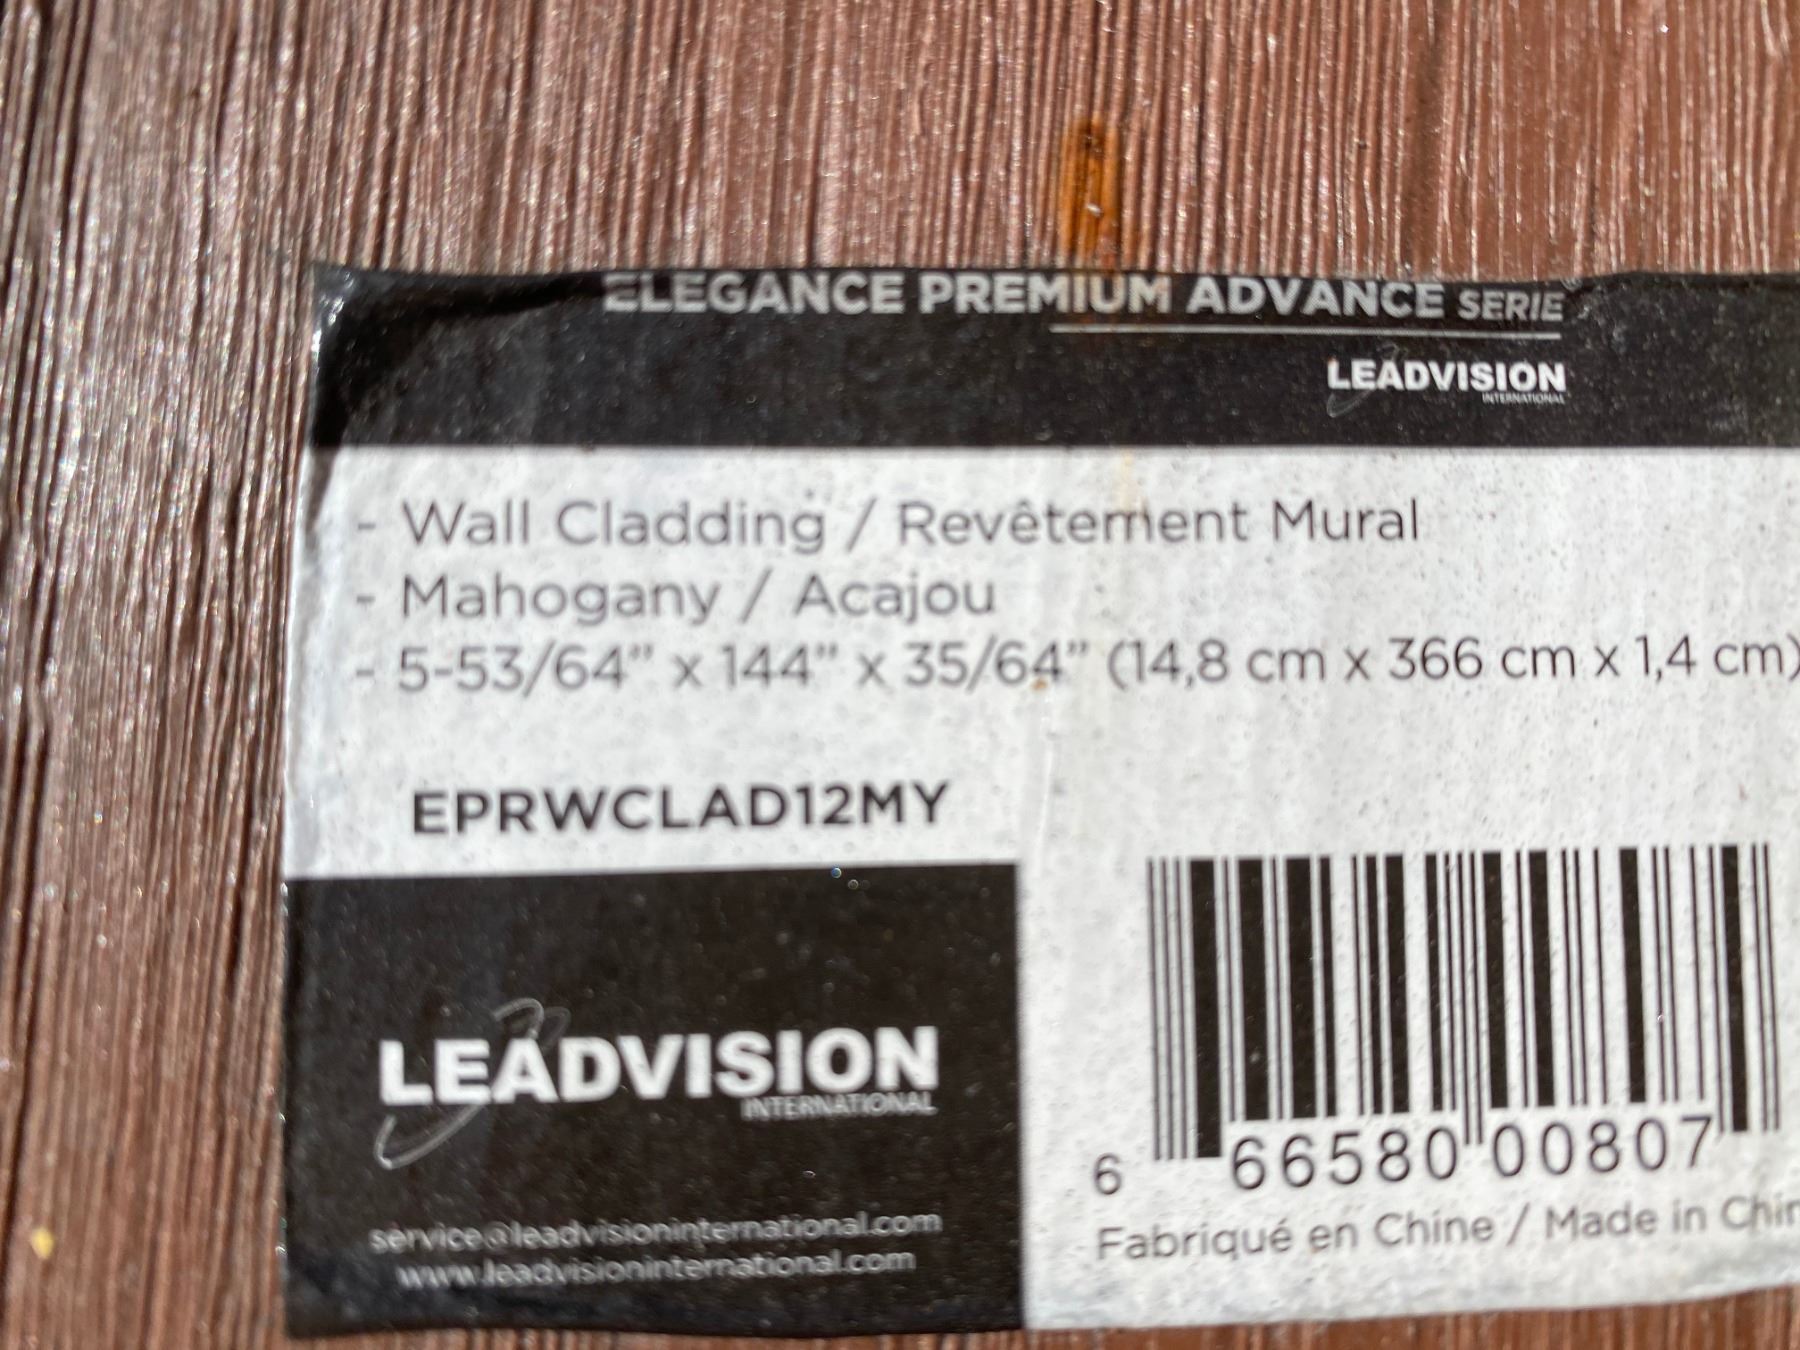 ELEGANCE PREMIUM ADVANCE SERIE
LEADVISION
INTERNATIONAL
- Wall Cladding / Revêtement Mural
- Mahogany / Acajou
- 5-53/64" x 144" x 35/64" (14,8 cm x 366 cm x 1,4 cm)
EPRWCLAD12MY
LEADVISION
INTERNATIONAL
service@leadvisioninternational.com
www.leadvisioninternational.com
6 66580 00807
Fabriqué en Chine / Made in Chin